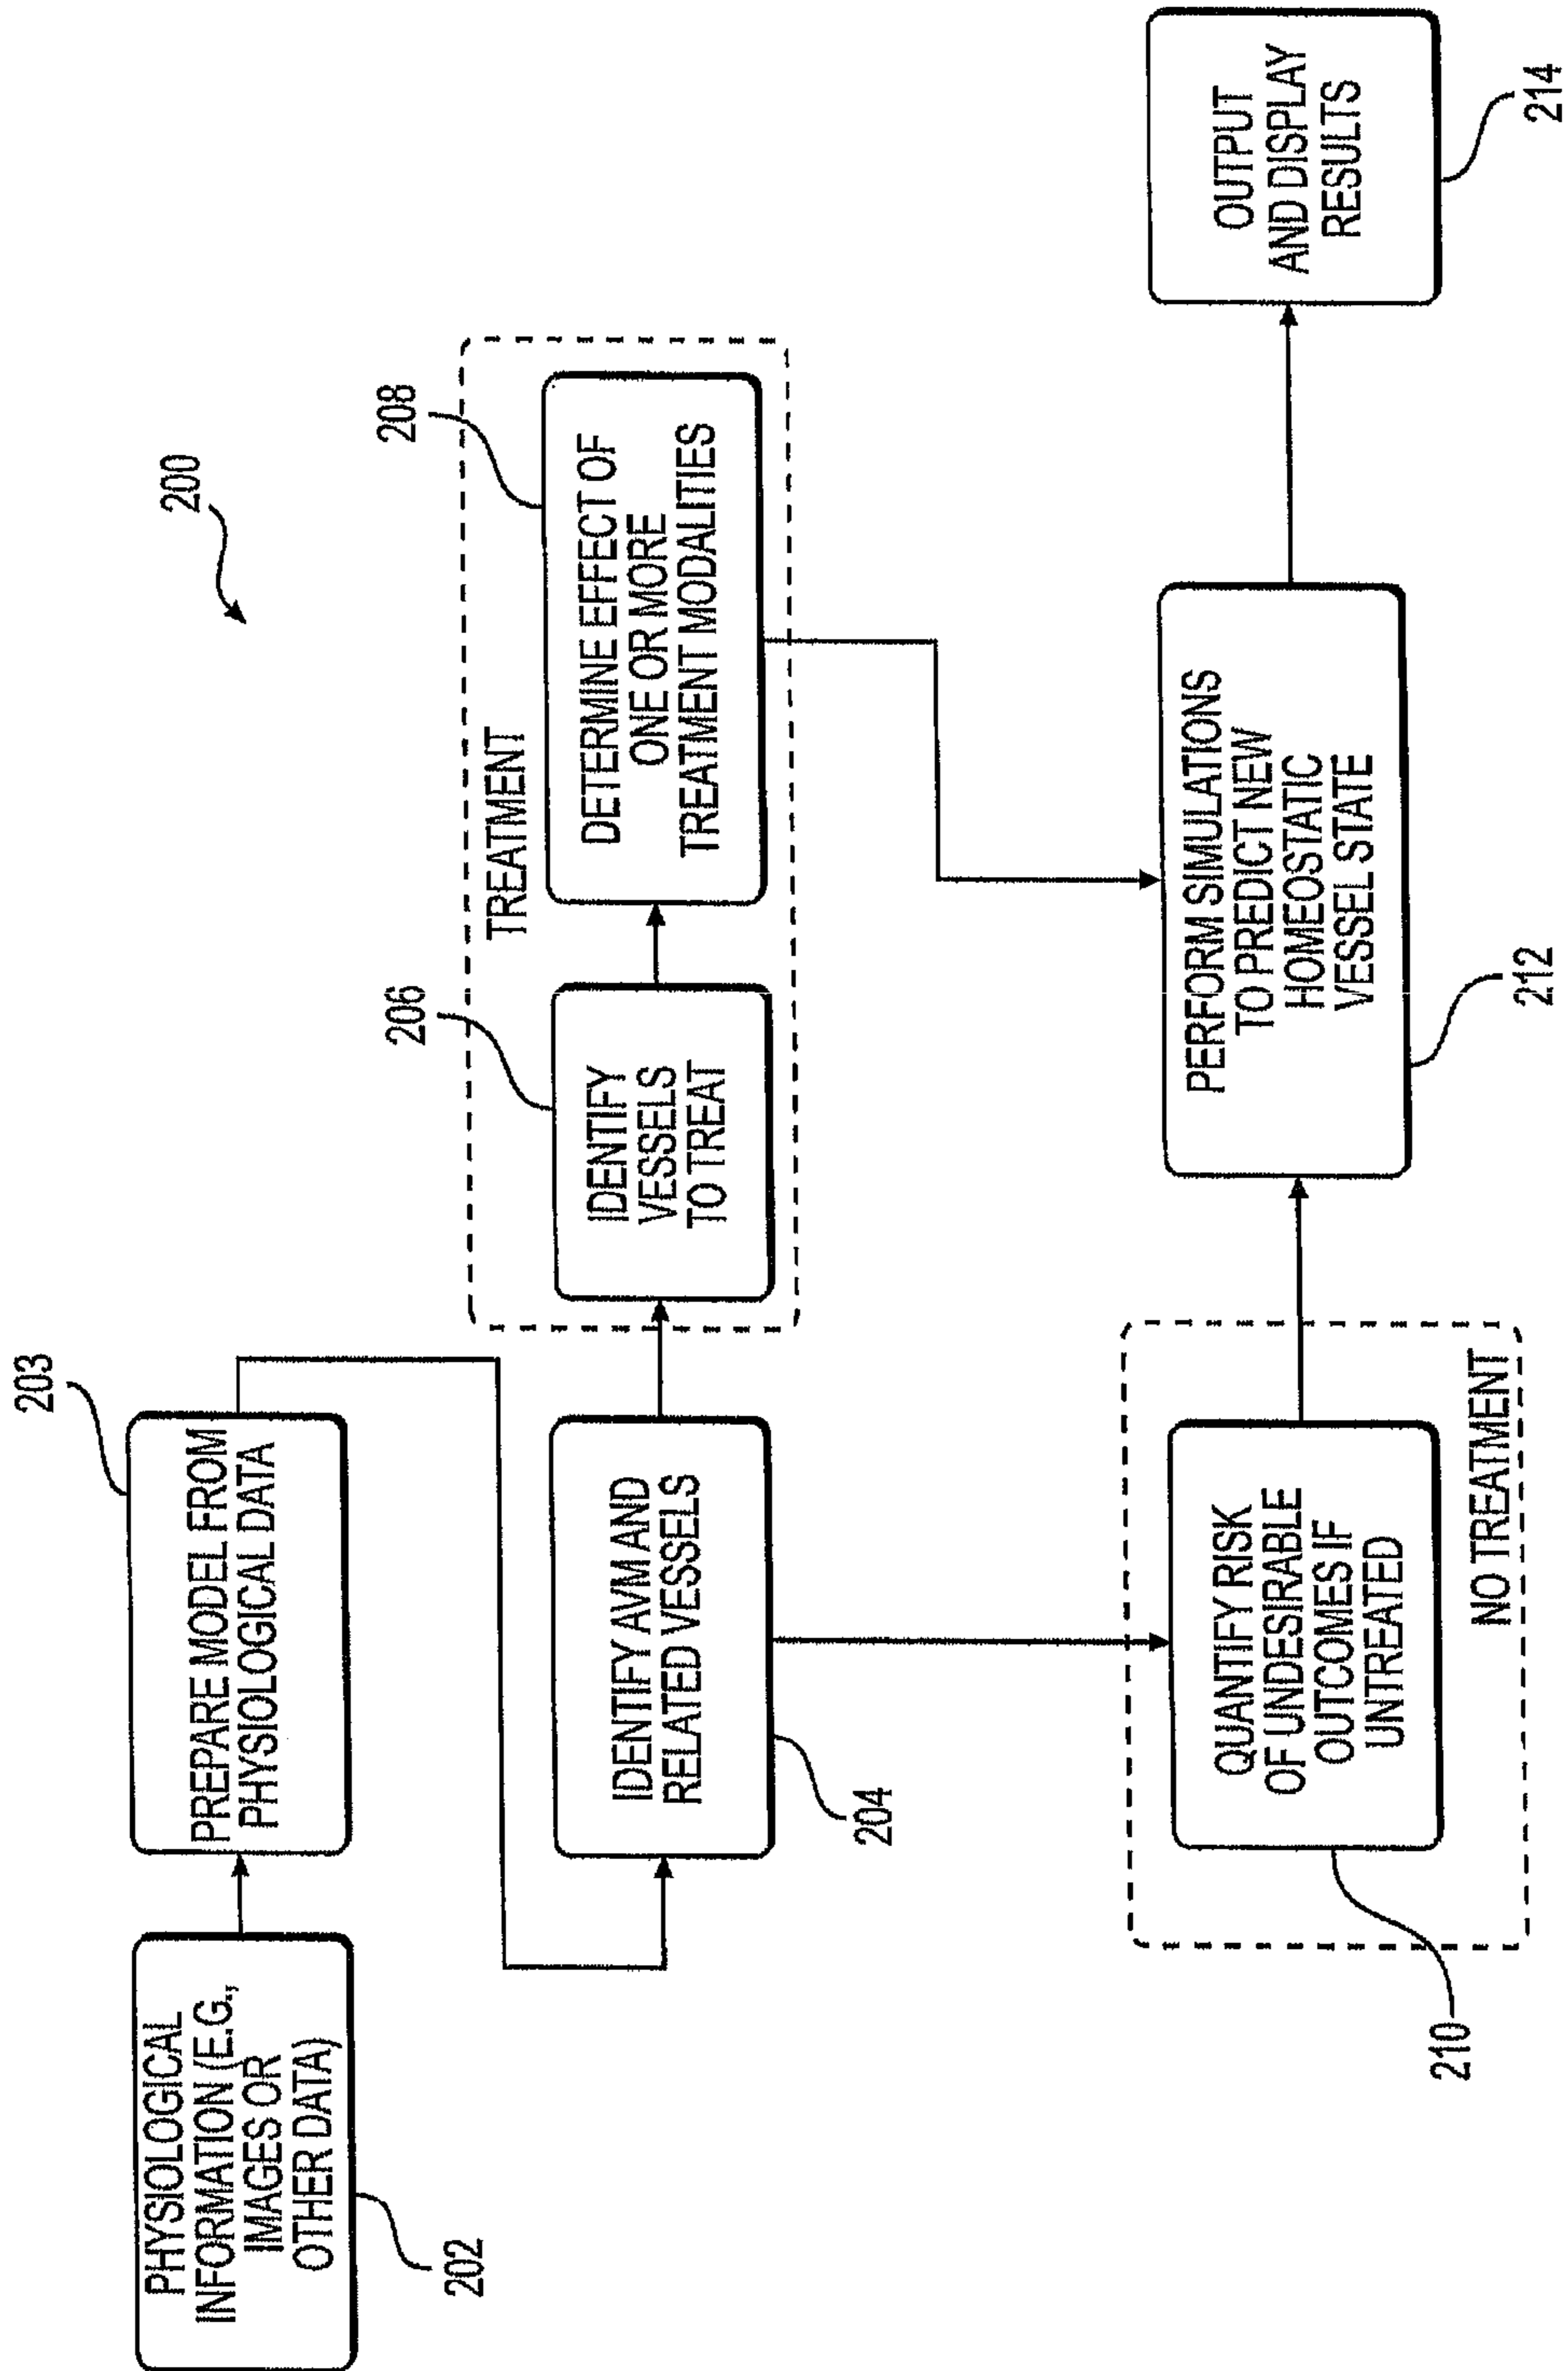 200
PHYSIOLOGICAL
INFORMATION (E.G.,
IMAGES OR
OTHER DATA)
202
203
PREPARE MODEL FROM
PHYSIOLOGICAL DATA
IDENTIFY AVM AND
RELATED VESSELS
204
TREATMENT
206
IDENTIFY
VESSELS
TO TREAT
208
DETERMINE EFFECT OF
ONE OR MORE
TREATMENT MODALITIES
QUANTIFY RISK
OF UNDESIRABLE
OUTCOMES IF
UNTREATED
NO TREATMENT
210
PERFORM SIMULATIONS
TO PREDICT NEW
HOMEOSTATIC
VESSEL STATE
212
OUTPUT
AND DISPLAY
RESULTS
214